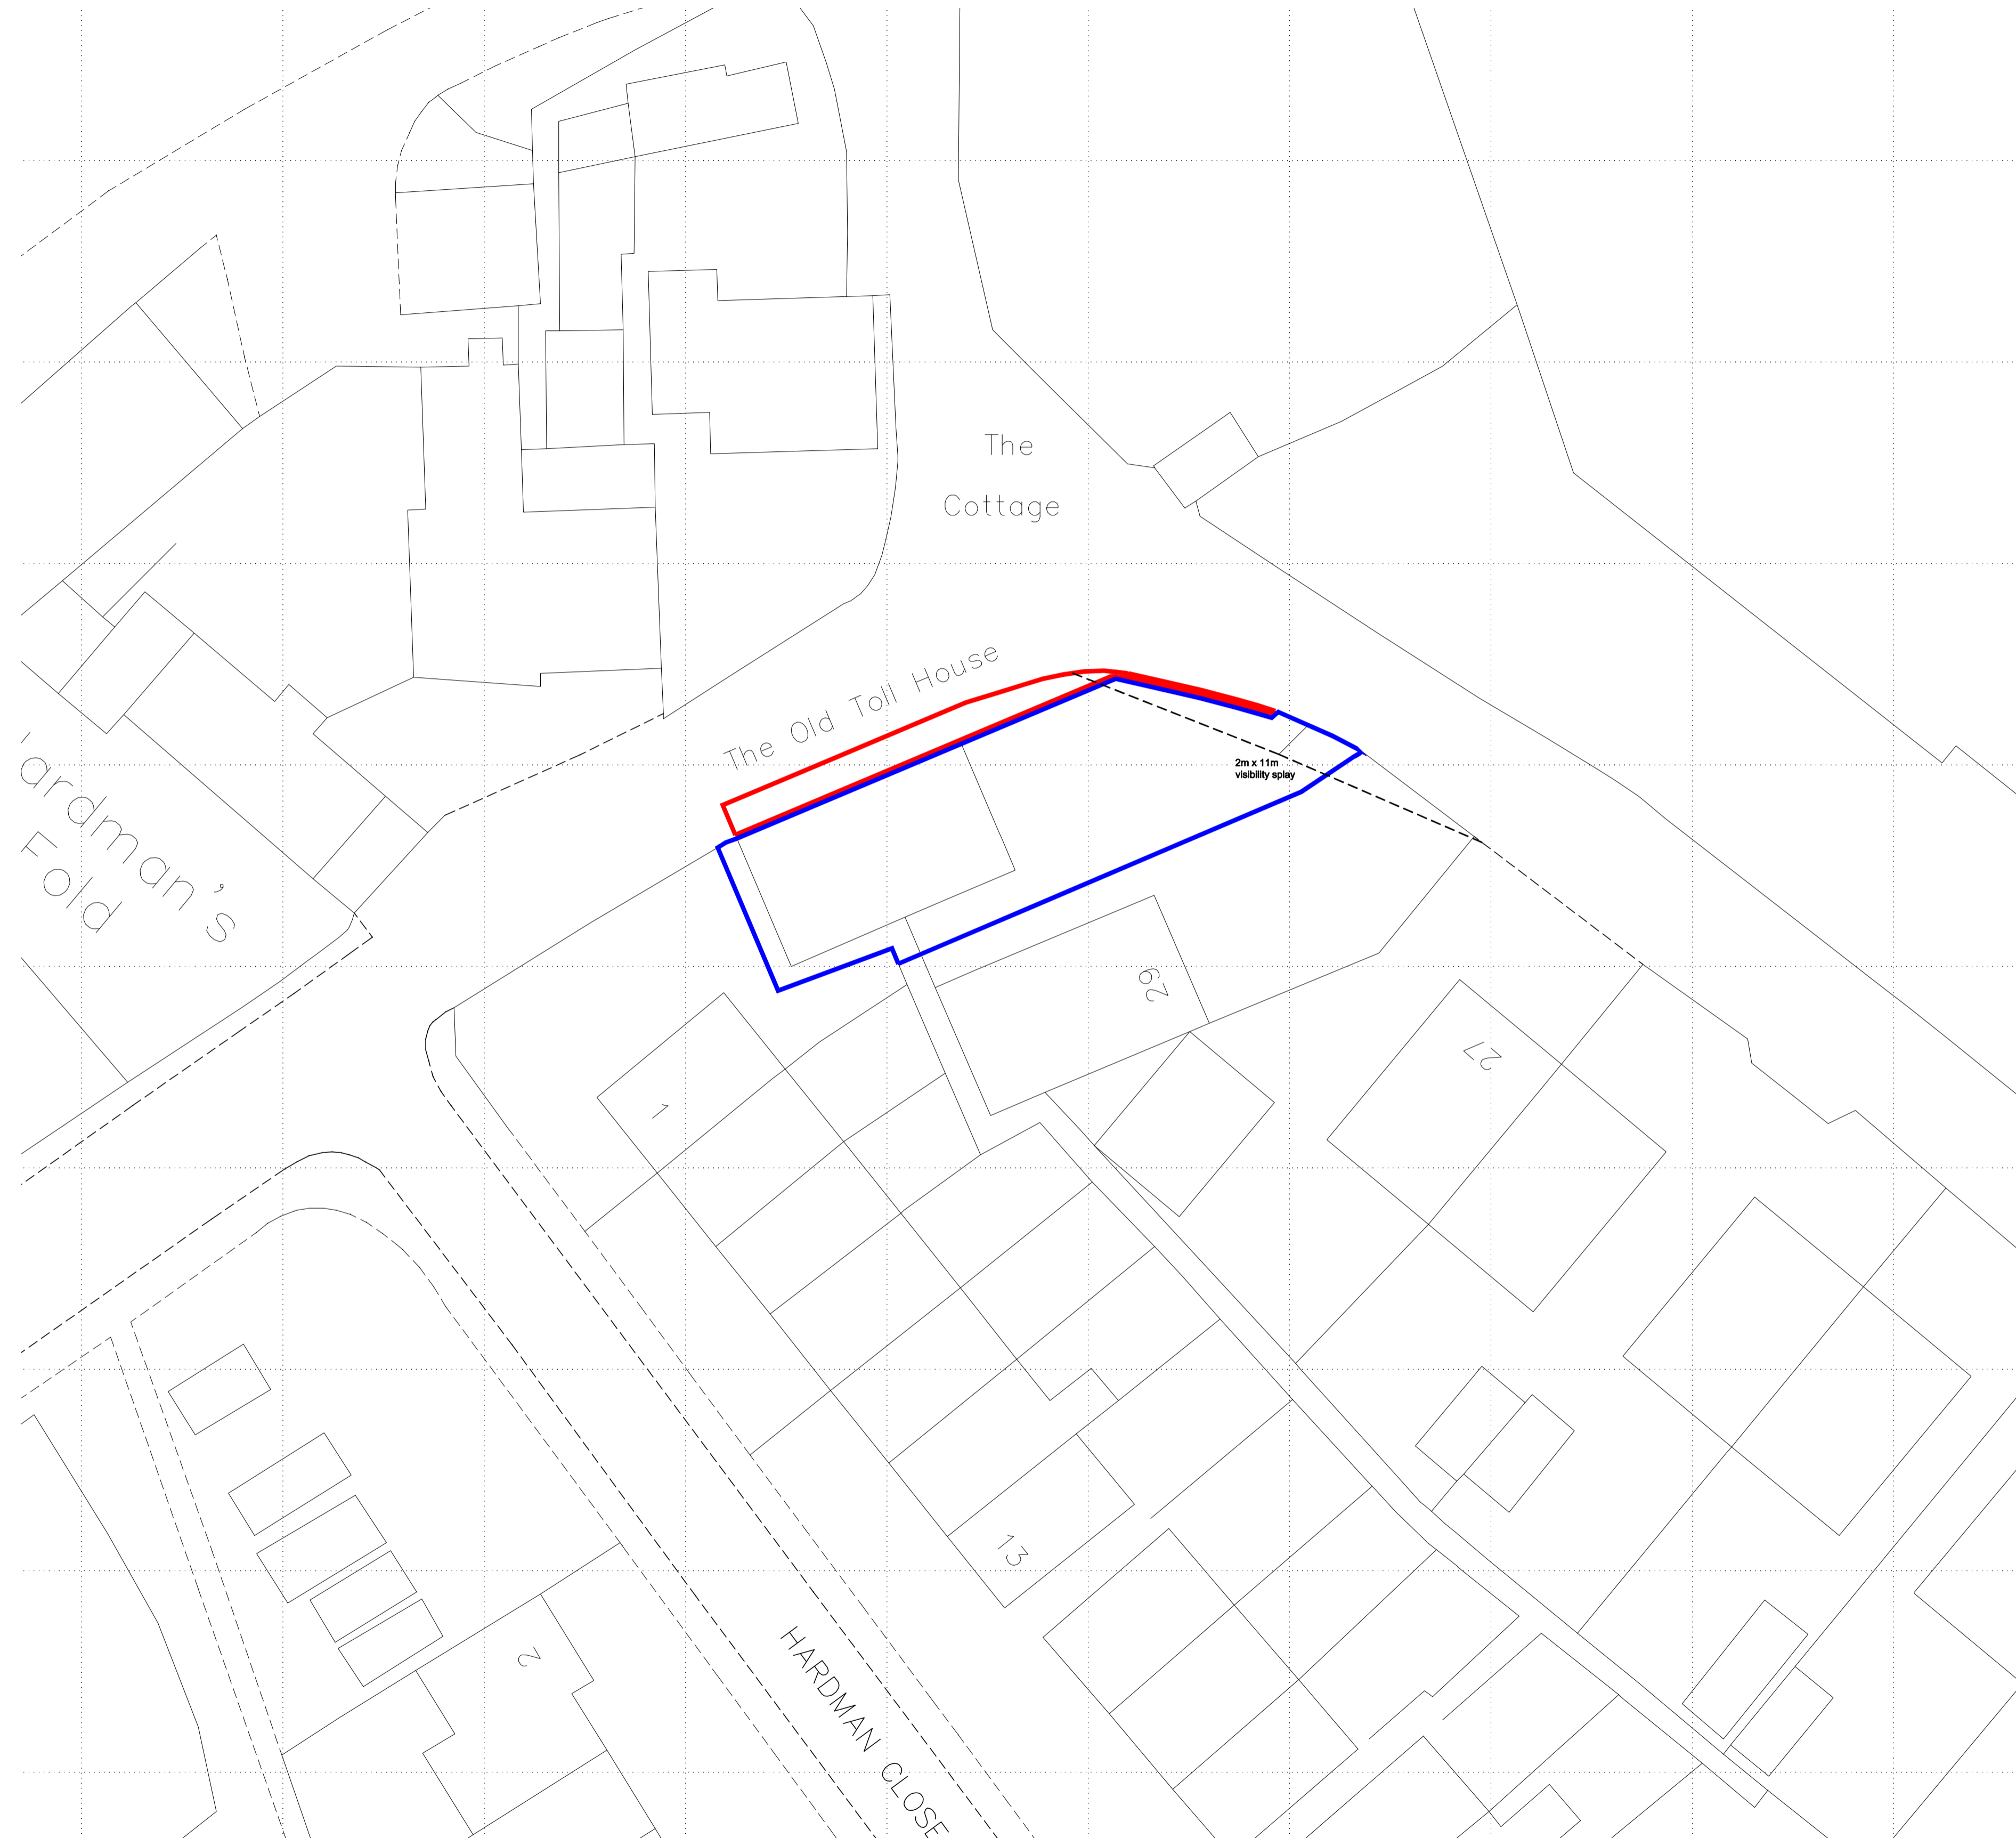 The
Cottage
The Old Toll House
2m x 11m
visibility splay
ardman's
Fold
29
27
1
13
2
HARDMAN CLOSE